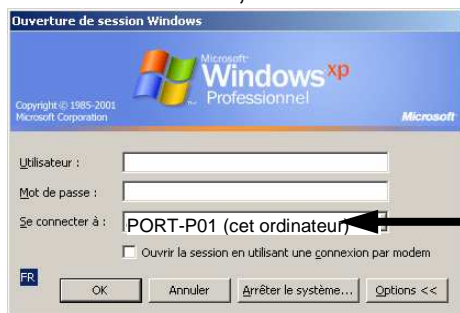 Ouverture de session Windows
Microsoft
Windows xp
Professionnel
Copyright © 1985-2001
Microsoft Corporation
Microsoft
Utilisateur :
Mot de passe :
Se connecter à :
PORT-P01 (cet ordinateur)
Ouvrir la session en utilisant une connexion par modem
FR
OK
Annuler
Arrêter le système...
Options <<